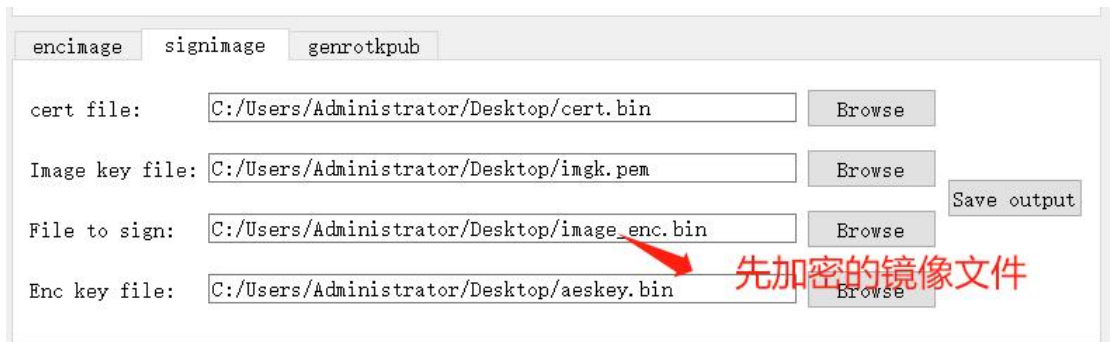 encimage signimage genrotkpub
cert file: C:/Users/Administrator/Desktop/cert.bin Browse
Image key file: C:/Users/Administrator/Desktop/imgk.pem Browse
Save output
File to sign: C:/Users/Administrator/Desktop/image_enc.bin Browse
先加密的镜像文件
Enc key file: C:/Users/Administrator/Desktop/aeskey.bin Browse